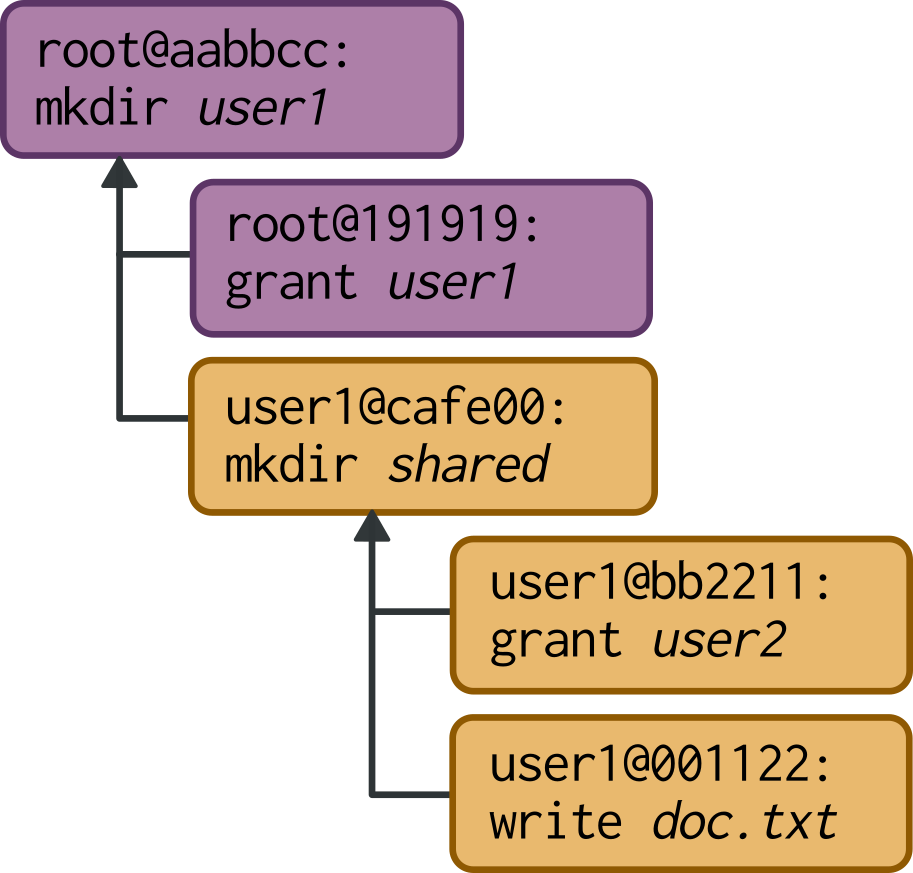 root@aabbcc:
mkdir user1
root@191919:
grant user1
user1@cafe00:
mkdir shared
user1@bb2211:
grant user2
user1@001122:
write doc.txt